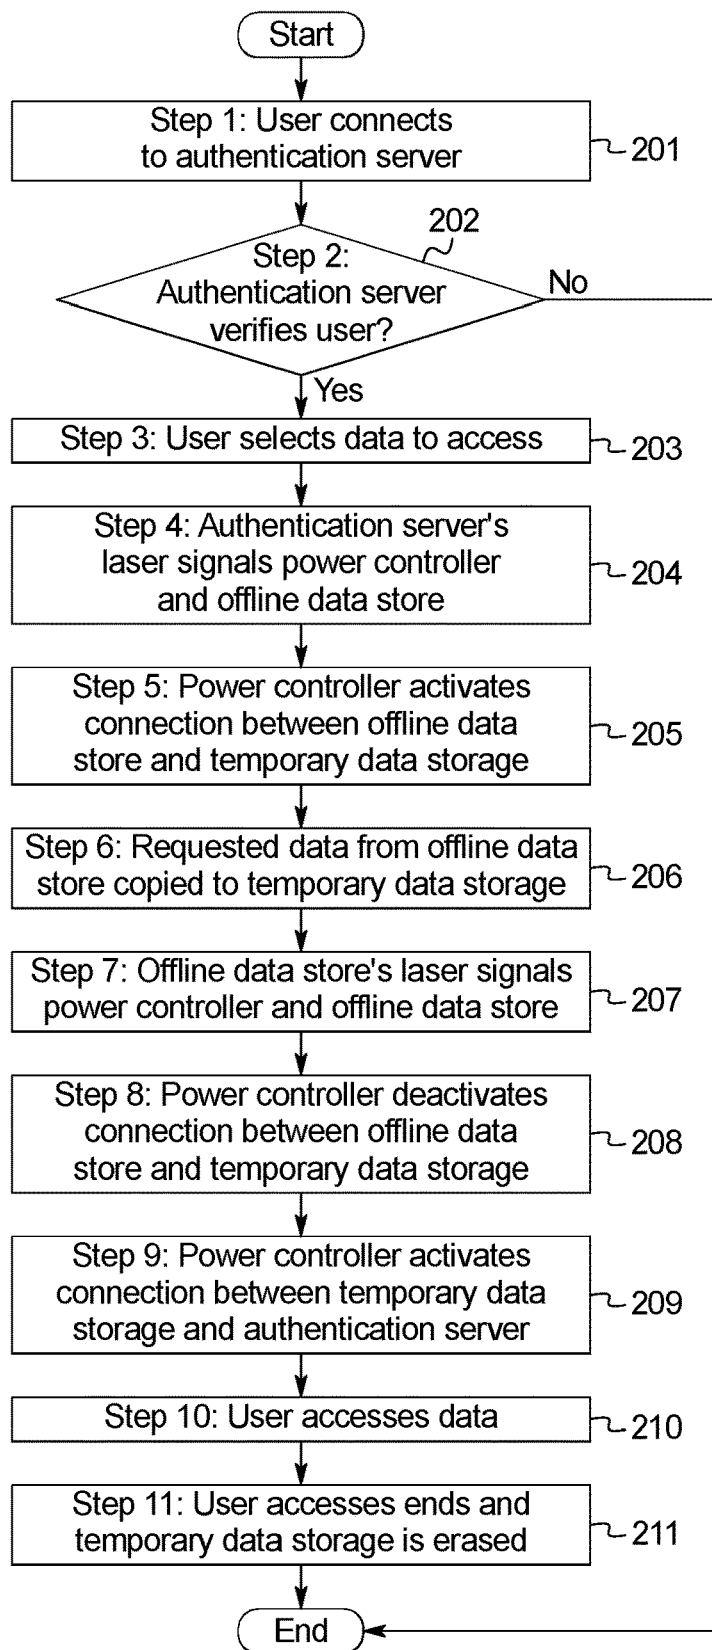 Start
Step 1: User connects
to authentication server
201
202
Step 2:
Authentication server
verifies user?
No
Yes
Step 3: User selects data to access
203
Step 4: Authentication server's
laser signals power controller
and offline data store
204
Step 5: Power controller activates
connection between offline data
store and temporary data storage
205
Step 6: Requested data from offline data
store copied to temporary data storage
206
Step 7: Offline data store's laser signals
power controller and offline data store
207
Step 8: Power controller deactivates
connection between offline data
store and temporary data storage
208
Step 9: Power controller activates
connection between temporary data
storage and authentication server
209
Step 10: User accesses data
210
Step 11: User accesses ends and
temporary data storage is erased
211
End